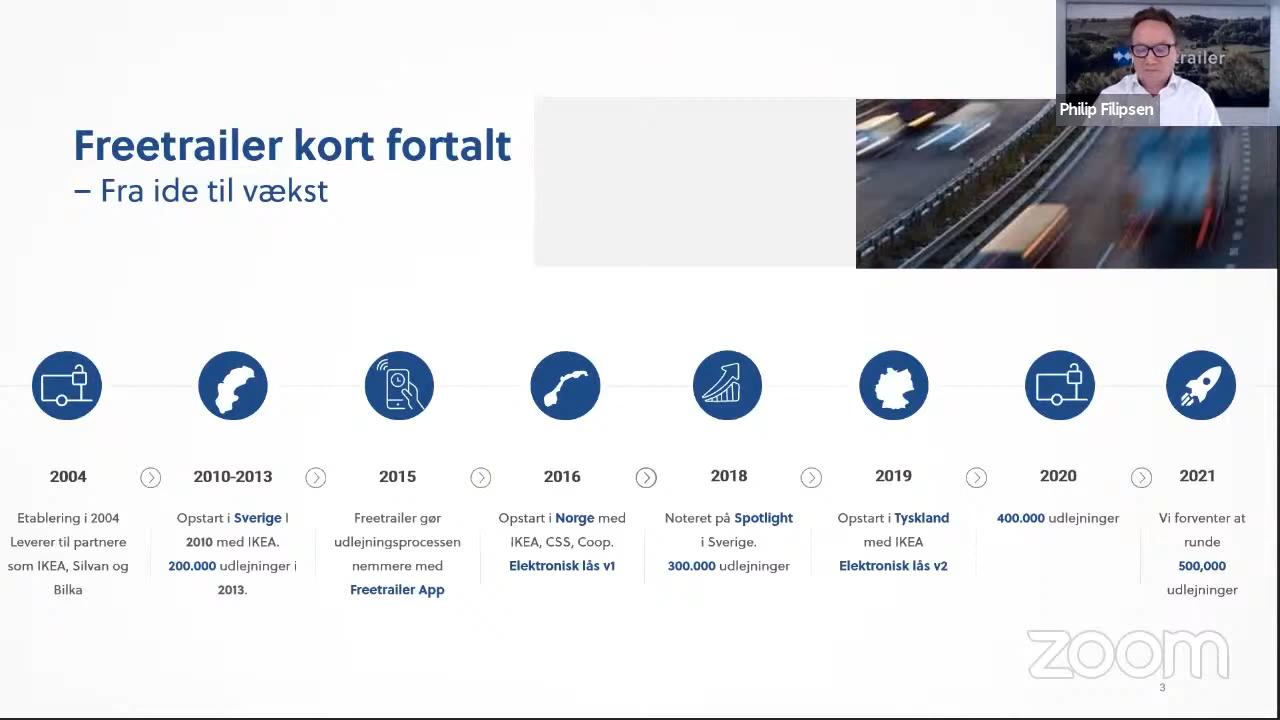 trailer
Philip Filipsen
Freetrailer kort fortalt
– Fra ide til vækst
2004
2010-2013
2015
2016
2018
2019
2020
2021
Etablering i 2004
Leverer til partnere
som IKEA, Silvan og
Bilka
Opstart i Sverige I
2010 med IKEA.
200.000 udlejninger i
2013.
Freetrailer gør
udlejningsprocessen
nemmere med
Freetrailer App
Opstart i Norge med
IKEA, CSS, Coop.
Elektronisk lås v1
Noteret på Spotlight
i Sverige.
300.000 udlejninger
Opstart i Tyskland
med IKEA
Elektronisk lås v2
400.000 udlejninger
Vi forventer at
runde
500,000
udlejninger
zoom
3